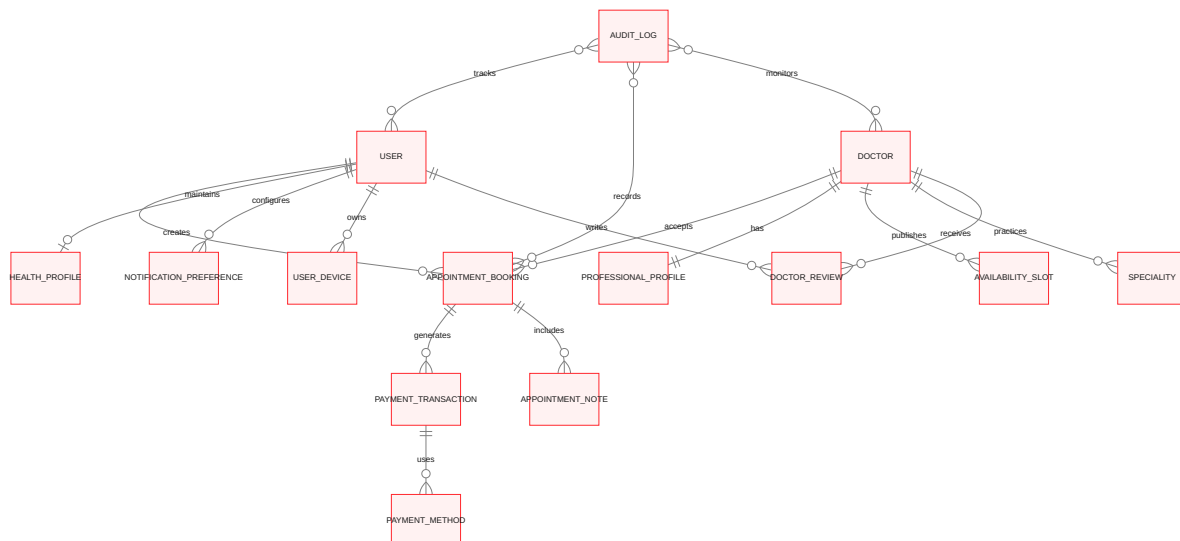 AUDIT_LOG
tracks
monitors
USER
DOCTOR
maintains
configures
records
owns
creates
writes
accepts
has
publishes
receives
practices
HEALTH_PROFILE
NOTIFICATION_PREFERENCE
USER_DEVICE
APPOINTMENT_BOOKING
PROFESSIONAL_PROFILE
DOCTOR_REVIEW
AVAILABILITY_SLOT
SPECIALITY
generates
includes
PAYMENT_TRANSACTION
APPOINTMENT_NOTE
uses
PAYMENT_METHOD